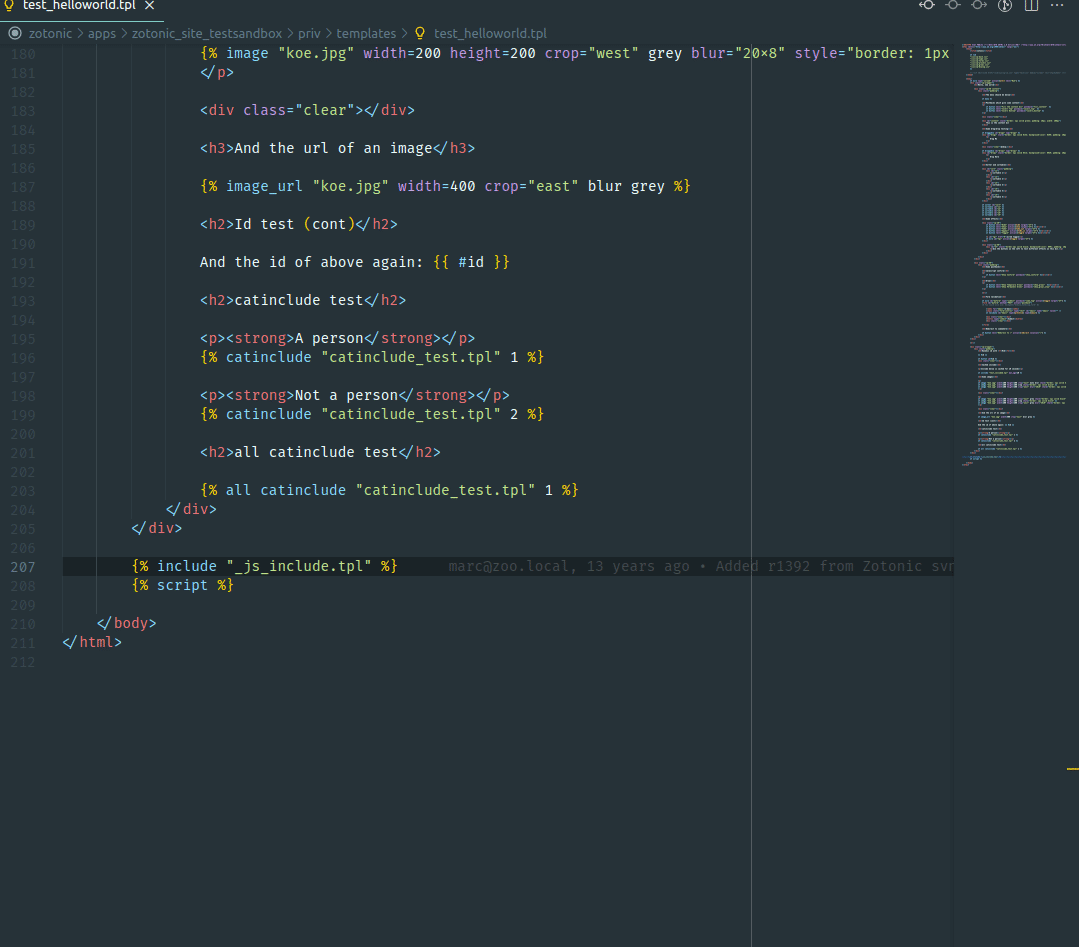 test_helloworld.tpl
zotonic > apps > zotonic_site_testsandbox > priv > templates > test_helloworld.tpl
180 {% image "koe.jpg" width=200 height=200 crop="west" grey blur="20x8" style="border: 1px
181 </p>
182
183 <div class="clear"></div>
184
185 <h3>And the url of an image</h3>
186
187 {% image_url "koe.jpg" width=400 crop="east" blur grey %}
188
189 <h2>Id test (cont)</h2>
190
191 And the id of above again: {{ #id }}
192
193 <h2>catinclude test</h2>
194
195 <p><strong>A person</strong></p>
196 {% catinclude "catinclude_test.tpl" 1 %}
197
198 <p><strong>Not a person</strong></p>
199 {% catinclude "catinclude_test.tpl" 2 %}
200
201 <h2>all catinclude test</h2>
202
203 {% all catinclude "catinclude_test.tpl" 1 %}
204 </div>
205 </div>
206
207 {% include "_js_include.tpl" %} marc@zoo.local, 13 years ago • Added r1392 from Zotonic svn
208 {% script %}
209
210 </body>
211 </html>
212